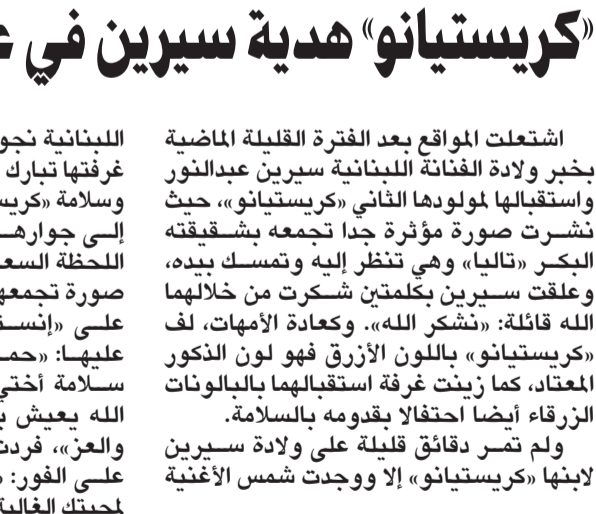 «كريستيانو» هدية سيرين في
اشتعلت المواقع بعد الفترة القليلة الماضية
بخبر ولادة الفنانة اللبنانية سيرين عبدالنور
واستقبالها لمولودها الثاني «كريستيانو»، حيث
نشرت صورة مؤثرة جدا تجمعه بشقيقته
البكر «تاليا» وهي تنظر إليه وتمسك بيده،
وعلقت سيرين بكلمتين شكرت من خلالهما
الله قائلة: «نشكر الله». وكعادة الأمهات، لف
«كريستيانو» باللون الأزرق فهو لون الذكور
المعتاد، كما زينت غرفة استقبالهما بالبالونات
الزرقاء أيضا احتفالا بقدومه بالسلامة.
ولم تمر دقائق قليلة على ولادة سيرين
لابنها «كريستيانو» إلا ووجدت شمس الأغنية
اللبنانية نجو
غرفتها تبارك
وسلامة «كريس
إلى جوارهـ
اللحظة السعـ
صورة تجمعهـ
على «إنسـ
عليها: «حمـ
سلامة أختي
الله يعيش بـ
والعز»، فردت
على الفور: «
لمحبتك الغالية